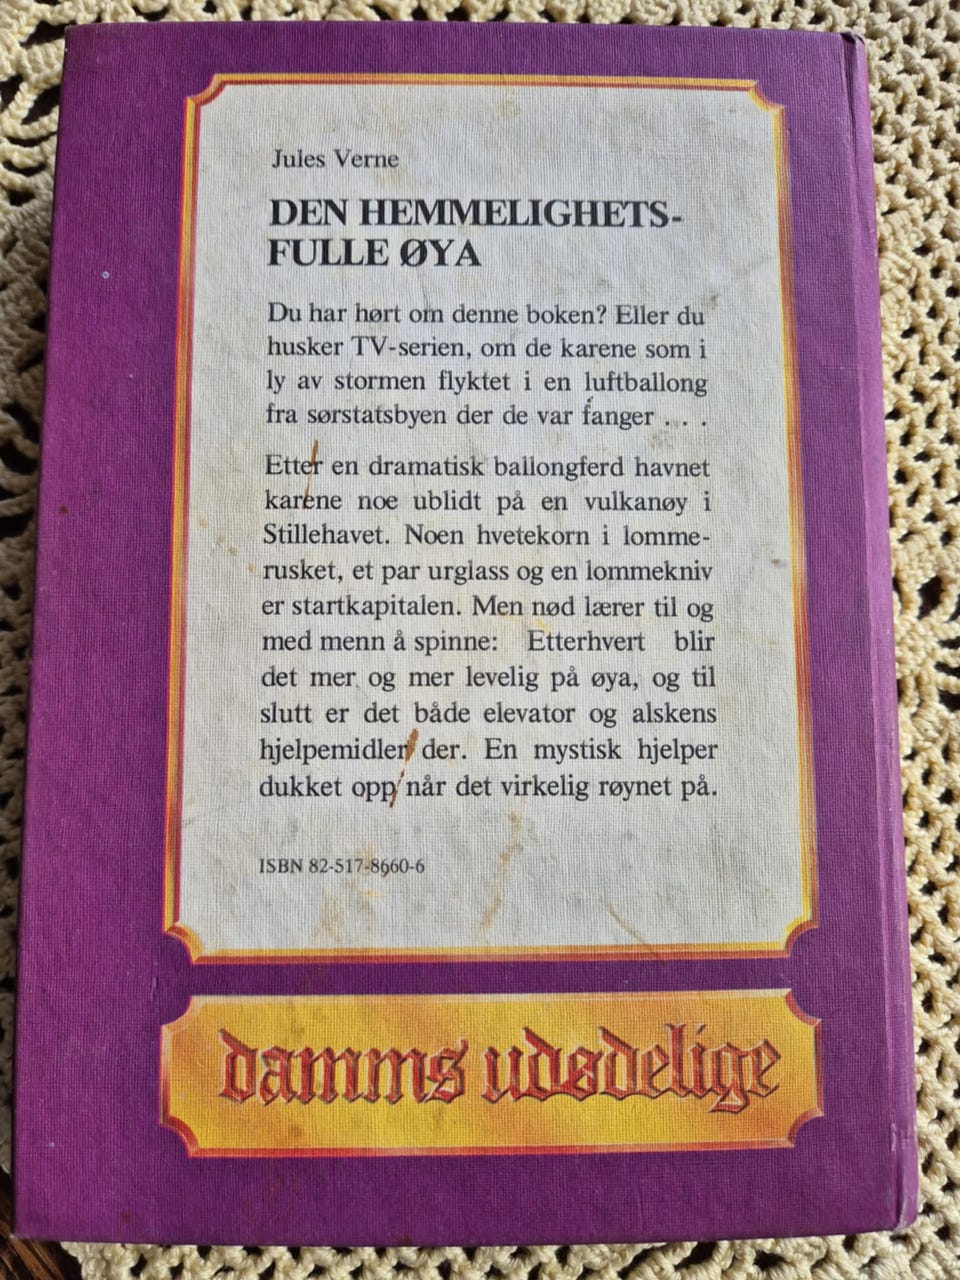 Jules Verne
DEN HEMMELIGHETS-
FULLE ØYA
Du har hørt om denne boken? Eller du
husker TV-serien, om de karene som i
ly av stormen flyktet i en luftballong
fra sørstatsbyen der de var fanger . . .
Etter en dramatisk ballongferd havnet
karene noe ublidt på en vulkanøy i
Stillehavet. Noen hvetekorn i lomme-
rusket, et par urglass og en lommekniv
er startkapitalen. Men nød lærer til og
med menn å spinne: Etterhvert blir
det mer og mer levelig på øya, og til
slutt er det både elevator og alskens
hjelpemidler der. En mystisk hjelper
dukket opp når det virkelig røynet på.
ISBN 82-517-8660-6
damms udødelige